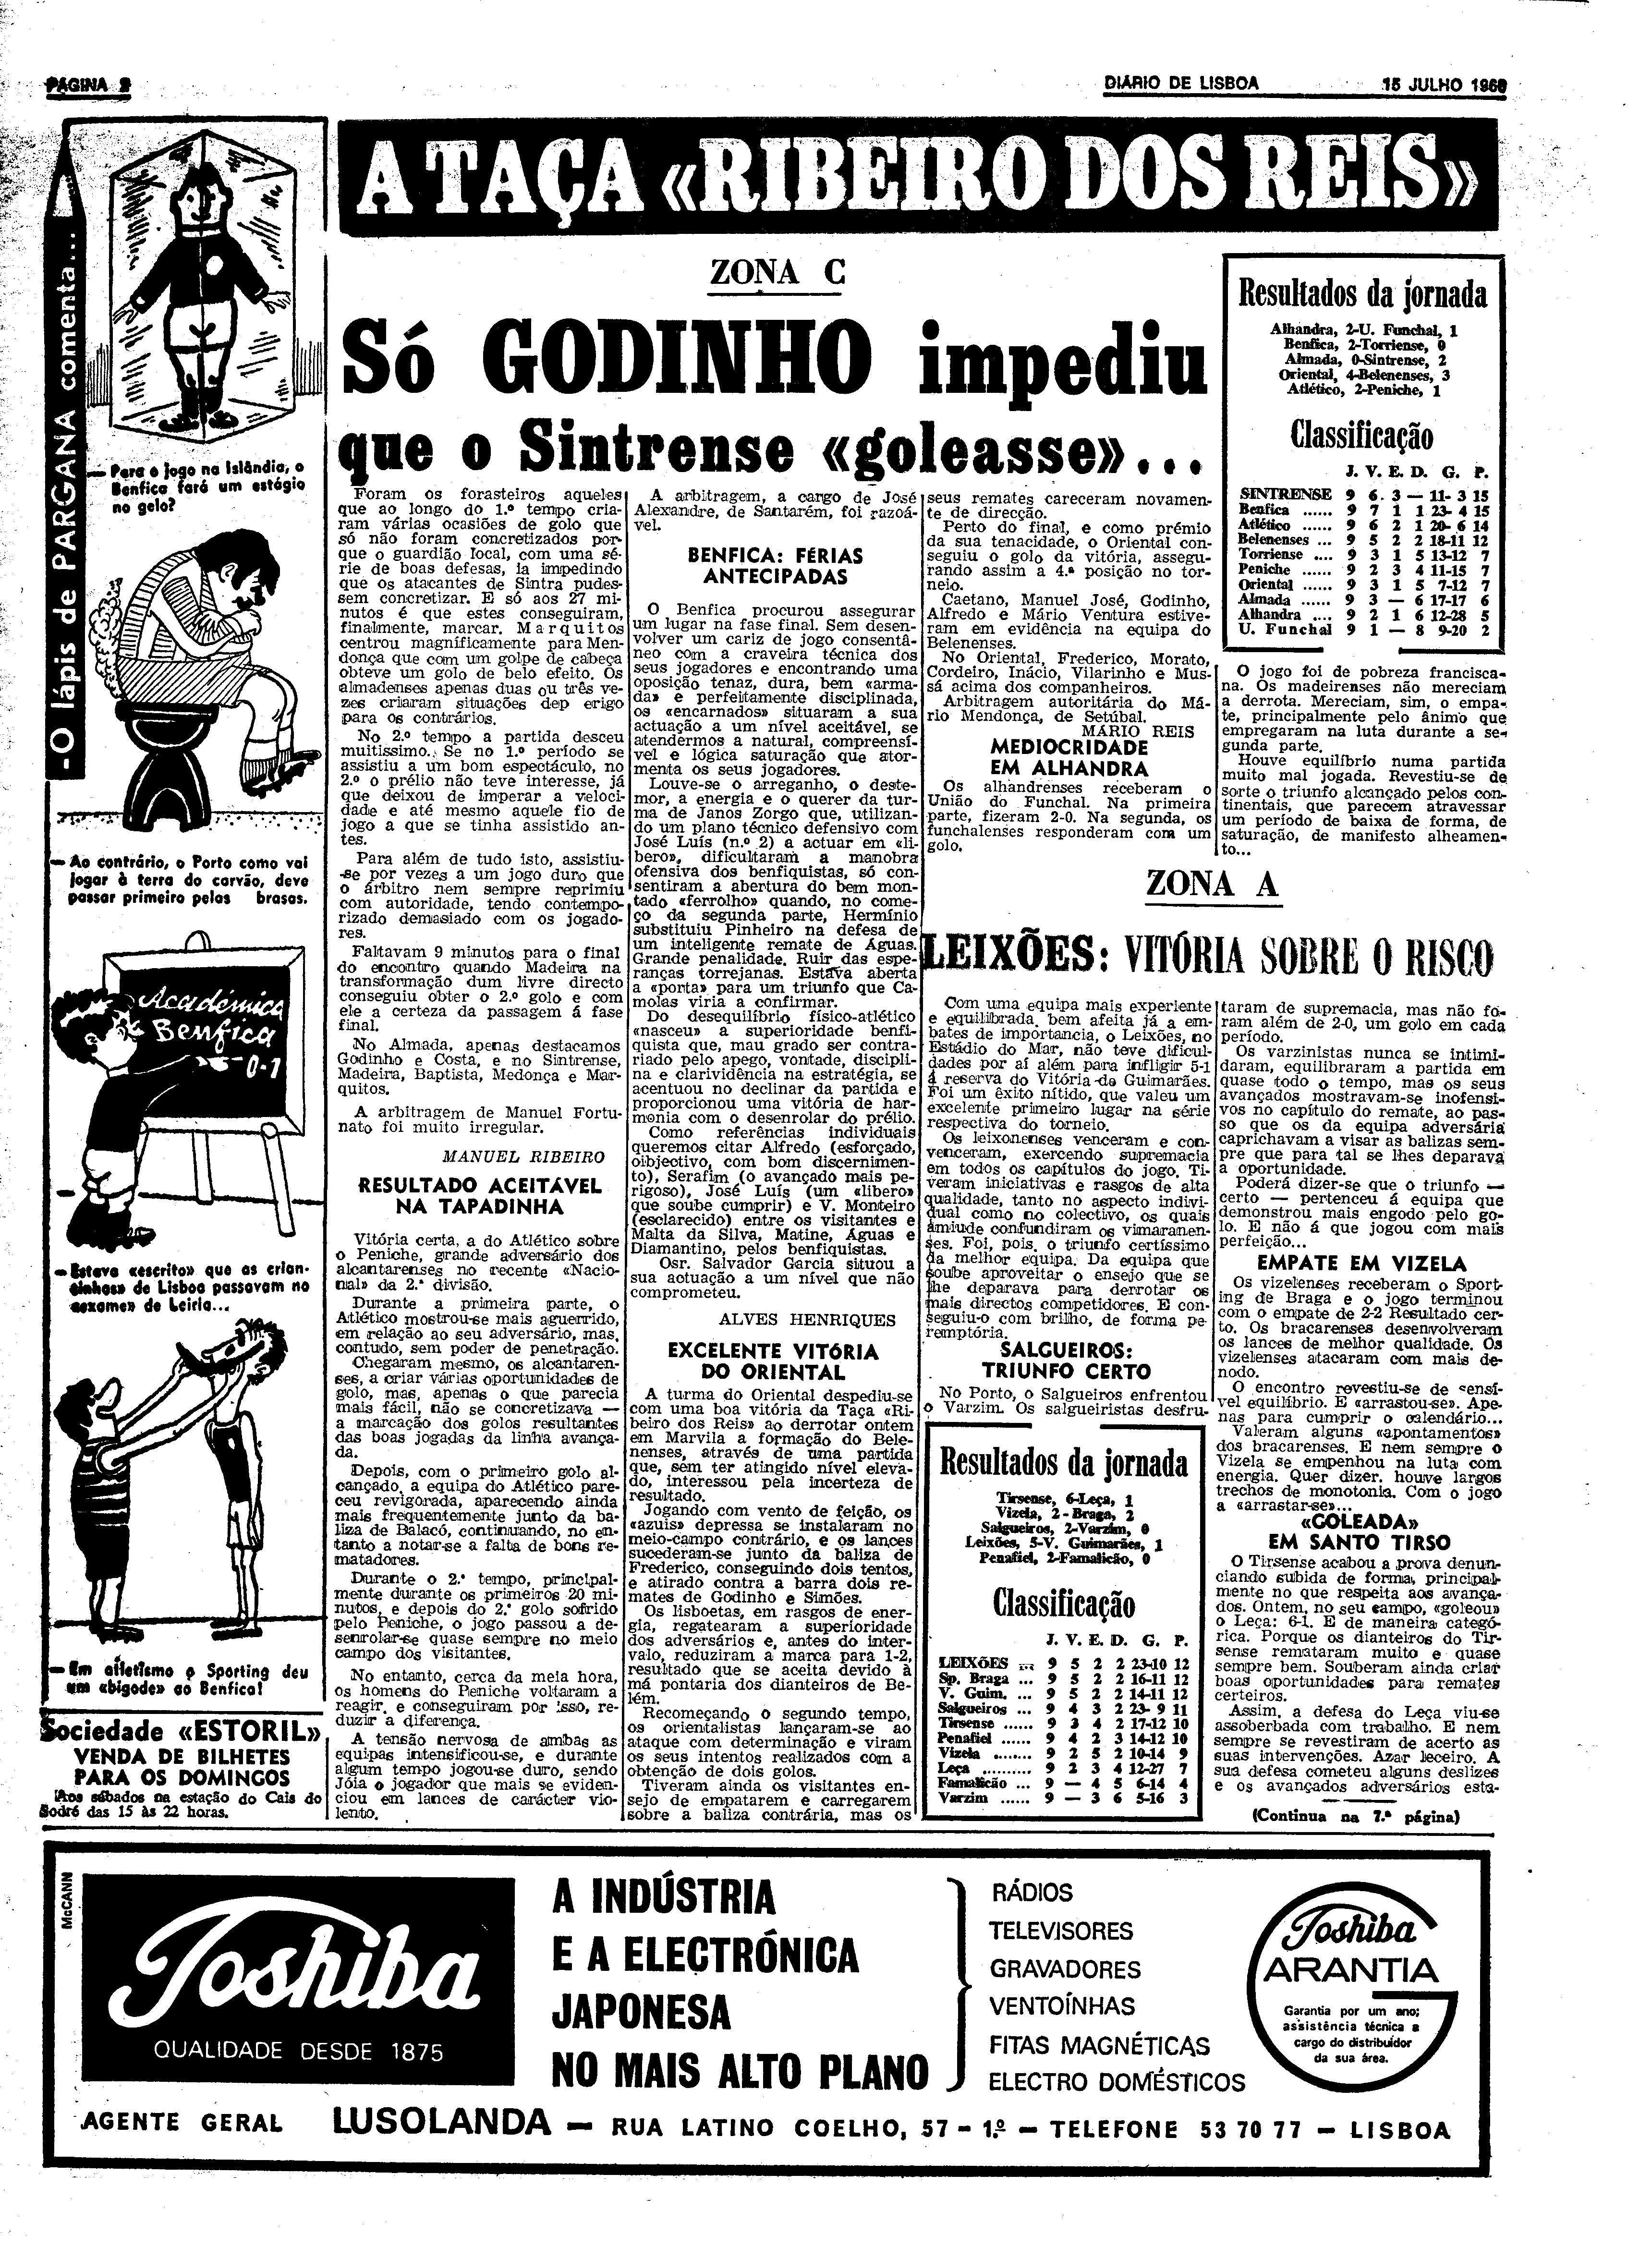 PÁGINA 2
DIÁRIO DE LISBOA
15 JULHO 1968
A TAÇA «RIBEIRO DOS REIS»
-O lápis de PARGANA comenta...
— Para o jogo na Islândia, o
Benfica fará um estágio
no gelo?
— Ao contrário, o Porto como vai
jogar à terra do carvão, deve
passar primeiro pelas brasas.
Académica
Benfica
0-1
— Estava «escrito» que as crian-
cinhas» de Lisboa passavam no
«exame» de Leiria...
— Em atletismo o Sporting deu
um «bigode» ao Benfica!
Sociedade «ESTORIL»
VENDA DE BILHETES
PARA OS DOMINGOS
Aos sábados na estação do Cais do
Sodré das 15 às 22 horas.
ZONA C
Só GODINHO impediu
que o Sintrense «goleasse»...
Foram os forasteiros aqueles
que ao longo do 1.º tempo cria-
ram várias ocasiões de golo que
só não foram concretizados por-
que o guardião local, com uma sé-
rie de boas defesas, ia impedindo
que os atacantes de Sintra pudes-
sem concretizar. E só aos 27 mi-
nutos é que estes conseguiram,
finalmente, marcar. Marquitos
centrou magnificamente para Men-
donça que com um golpe de cabeça
obteve um golo de belo efeito. Os
almadenses apenas duas ou três ve-
zes criaram situações dep erigo
para os contrários.
No 2.º tempo a partida desceu
muitíssimo. Se no 1.º período se
assistiu a um bom espectáculo, no
2.º o prélio não teve interesse, já
que deixou de imperar a veloci-
dade e até mesmo aquele fio de
jogo a que se tinha assistido an-
tes.
Para além de tudo isto, assistiu-
-se por vezes a um jogo duro que
o árbitro nem sempre reprimiu
com autoridade, tendo contempo-
rizado demasiado com os jogado-
res.
Faltavam 9 minutos para o final
do encontro quando Madeira na
transformação dum livre directo
conseguiu obter o 2.º golo e com
ele a certeza da passagem á fase
final.
No Almada, apenas destacamos
Godinho e Costa, e no Sintrense,
Madeira, Baptista, Medonça e Mar-
quitos.
A arbitragem de Manuel Fortu-
nato foi muito irregular.
MANUEL RIBEIRO
RESULTADO ACEITÁVEL
NA TAPADINHA
Vitória certa, a do Atlético sobre
o Peniche, grande adversário dos
alcantarenses no recente «Nacio-
nal» da 2.ª divisão.
Durante a primeira parte, o
Atlético mostrou-se mais aguerrido,
em relação ao seu adversário, mas,
contudo, sem poder de penetração.
Chegaram mesmo, os alcantaren-
ses, a criar várias oportunidades de
golo, mas, apenas o que parecia
mais fácil, não se concretizava —
a marcação dos golos resultantes
das boas jogadas da linha avança-
da.
Depois, com o primeiro golo al-
cançado, a equipa do Atlético pare-
ceu revigorada, aparecendo ainda
mais frequentemente junto da ba-
liza de Balacó, continuando, no en-
tanto a notar-se a falta de bons re-
matadores.
Durante o 2.º tempo, principal-
mente durante os primeiros 20 mi-
nutos, e depois do 2.º golo sofrido
pelo Peniche, o jogo passou a de-
senrolar-se quase sempre no meio
campo dos visitantes.
No entanto, cerca da meia hora,
os homens do Peniche voltaram a
reagir, e conseguiram por isso, re-
duzir a diferença.
A tensão nervosa de ambas as
equipas intensificou-se, e durante
algum tempo jogou-se duro, sendo
Jóia o jogador que mais se eviden-
ciou em lances de carácter vio-
lento.
A arbitragem, a cargo de José
Alexandre, de Santarém, foi razoá-
vel.
BENFICA: FÉRIAS
ANTECIPADAS
O Benfica procurou assegurar
um lugar na fase final. Sem desen-
volver um cariz de jogo consentâ-
neo com a craveira técnica dos
seus jogadores e encontrando uma
oposição tenaz, dura, bem «arma-
da» e perfeitamente disciplinada,
os «encarnados» situaram a sua
actuação a um nível aceitável, se
atendermos a natural, compreensí-
vel e lógica saturação que ator-
menta os seus jogadores.
Louve-se o arreganho, o deste-
mor, a energia e o querer da tur-
ma de Janos Zorgo que, utilizan-
do um plano técnico defensivo com
José Luís (n.º 2) a actuar em «li-
bero», dificultaram a manobra
ofensiva dos benfiquistas, só con-
sentiram a abertura do bem mon-
tado «ferrolho» quando, no come-
ço da segunda parte, Hermínio
substituiu Pinheiro na defesa de
um inteligente remate de Águas.
Grande penalidade. Ruir das espe-
ranças torrejanas. Estava aberta
a «porta» para um triunfo que Ca-
molas viria a confirmar.
Do desequilíbrio físico-atlético
«nasceu» a superioridade benfi-
quista que, mau grado ser contra-
riado pelo apego, vontade, discipli-
na e clarividência na estratégia, se
acentuou no declinar da partida e
proporcionou uma vitória de har-
monia com o desenrolar do prélio.
Como referências individuais
queremos citar Alfredo (esforçado,
objectivo, com bom discernimen-
to), Serafim (o avançado mais pe-
rigoso), José Luís (um «libero»
que soube cumprir) e V. Monteiro
(esclarecido) entre os visitantes e
Malta da Silva, Matine, Águas e
Diamantino, pelos benfiquistas.
Osr. Salvador Garcia situou a
sua actuação a um nível que não
comprometeu.
ALVES HENRIQUES
EXCELENTE VITÓRIA
DO ORIENTAL
A turma do Oriental despediu-se
com uma boa vitória da Taça «Ri-
beiro dos Reis» ao derrotar ontem
em Marvila a formação do Bele-
nenses, através de uma partida
que, sem ter atingido nível eleva-
do, interessou pela incerteza de
resultado.
Jogando com vento de feição, os
«azuis» depressa se instalaram no
meio-campo contrário, e os lances
sucederam-se junto da baliza de
Frederico, conseguindo dois tentos,
e atirado contra a barra dois re-
mates de Godinho e Simões.
Os lisboetas, em rasgos de ener-
gia, regatearam a superioridade
dos adversários e, antes do inter-
valo, reduziram a marca para 1-2,
resultado que se aceita devido à
má pontaria dos dianteiros de Be-
lém.
Recomeçando o segundo tempo,
os orientalistas lançaram-se ao
ataque com determinação e viram
os seus intentos realizados com a
obtenção de dois golos.
Tiveram ainda os visitantes en-
sejo de empatarem e carregarem
sobre a baliza contrária, mas os
seus remates careceram novamen-
te de direcção.
Perto do final, e como prémio
da sua tenacidade, o Oriental con-
seguiu o golo da vitória, assegu-
rando assim a 4.ª posição no tor-
neio.
Caetano, Manuel José, Godinho,
Alfredo e Mário Ventura estive-
ram em evidência na equipa do
Belenenses.
No Oriental, Frederico, Morato,
Cordeiro, Inácio, Vilarinho e Mus-
sá acima dos companheiros.
Arbitragem autoritária do Má-
rio Mendonça, de Setúbal.
MÁRIO REIS
MEDIOCRIDADE
EM ALHANDRA
Os alhandrenses receberam o
União do Funchal. Na primeira
parte, fizeram 2-0. Na segunda, os
funchalenses responderam com um
golo.
Resultados da jornada
Alhandra, 2-U. Funchal, 1
Benfica, 2-Torriense, 0
Almada, 0-Sintrense, 2
Oriental, 4-Belenenses, 3
Atlético, 2-Peniche, 1
Classificação
J. V. E. D. G. P.
SINTRENSE 9 6. 3 — 11- 3 15
Benfica ...... 9 7 1 1 23- 4 15
Atlético ...... 9 6 2 1 20- 6 14
Belenenses ... 9 5 2 2 18-11 12
Torriense .... 9 3 1 5 13-12 7
Peniche ...... 9 2 3 4 11-15 7
Oriental ...... 9 3 1 5 7-12 7
Almada ...... 9 3 — 6 17-17 6
Alhandra .... 9 2 1 6 12-28 5
U. Funchal 9 1 — 8 9-20 2
O jogo foi de pobreza francisca-
na. Os madeirenses não mereciam
a derrota. Mereciam, sim, o empa-
te, principalmente pelo ânimo que
empregaram na luta durante a se-
gunda parte.
Houve equilíbrio numa partida
muito mal jogada. Revestiu-se de
sorte o triunfo alcançado pelos con-
tinentais, que parecem atravessar
um período de baixa de forma, de
saturação, de manifesto alheamen-
to...
ZONA A
LEIXÕES: VITÓRIA SOBRE O RISCO
Com uma equipa mais experiente
e equilibrada, bem afeita já a em-
bates de importancia, o Leixões, no
Estádio do Mar, não teve dificul-
dades por aí além para infligir 5-1
á reserva do Vitória-de Guimarães.
Foi um êxito nítido, que valeu um
excelente primeiro lugar na série
respectiva do torneio.
Os leixonenses venceram e con-
venceram, exercendo supremacia
em todos os capítulos do jogo. Ti-
veram iniciativas e rasgos de alta
qualidade, tanto no aspecto indivi-
dual como no colectivo, os quais
âmiude confundiram os vimaranen-
ses. Foi, pois, o triunfo certíssimo
da melhor equipa. Da equipa que
soube aproveitar o ensejo que se
lhe deparava para derrotar os
mais directos competidores. E con-
seguiu-o com brilho, de forma pe-
remptória.
SALGUEIROS:
TRIUNFO CERTO
No Porto, o Salgueiros enfrentou
o Varzim. Os salgueiristas desfru-
Resultados da jornada
Tirsense, 6-Leça, 1
Vizela, 2 - Braga, 2
Salgueiros, 2-Varzim, 0
Leixões, 5-V. Guimarães, 1
Penafiel, 2-Famalicão, 0
Classificação
J. V. E. D. G. P.
LEIXÕES ... 9 5 2 2 23-10 12
Sp. Braga ... 9 5 2 2 16-11 12
V. Guim. ... 9 5 2 2 14-11 12
Salgueiros ... 9 4 3 2 23- 9 11
Tirsense ...... 9 3 4 2 17-12 10
Penafiel ...... 9 4 2 3 14-12 10
Vizela ........ 9 2 5 2 10-14 9
Leça ......... 9 2 3 4 12-27 7
Famalicão ... 9 — 4 5 6-14 4
Varzim ...... 9 — 3 6 5-16 3
taram de supremacia, mas não fo-
ram além de 2-0, um golo em cada
período.
Os varzinistas nunca se intimi-
daram, equilibraram a partida em
quase todo o tempo, mas os seus
avançados mostravam-se inofensi-
vos no capítulo do remate, ao pas-
so que os da equipa adversária
caprichavam a visar as balizas sem-
pre que para tal se lhes deparava
a oportunidade.
Poderá dizer-se que o triunfo —
certo — pertenceu á equipa que
demonstrou mais engodo pelo go-
lo. E não á que jogou com mais
perfeição...
EMPATE EM VIZELA
Os vizelenses receberam o Sport-
ing de Braga e o jogo terminou
com o empate de 2-2 Resultado cer-
to. Os bracarenses desenvolveram
os lances de melhor qualidade. Os
vizelenses atacaram com mais de-
nodo.
O encontro revestiu-se de sensí-
vel equilíbrio. E «arrastou-se». Ape-
nas para cumprir o calendário...
Valeram alguns «apontamentos»
dos bracarenses. E nem sempre o
Vizela se empenhou na luta com
energia. Quer dizer, houve largos
trechos de monotonia. Com o jogo
a «arrastar-se»...
«GOLEADA»
EM SANTO TIRSO
O Tirsense acabou a prova denun-
ciando subida de forma, principal-
mente no que respeita aos avança-
dos. Ontem, no seu campo, «goleou»
o Leça: 6-1. E de maneira categó-
rica. Porque os dianteiros do Tir-
sense remataram muito e quase
sempre bem. Souberam ainda criar
boas oportunidades para remates
certeiros.
Assim, a defesa do Leça viu-se
assoberbada com trabalho. E nem
sempre se revestiram de acerto as
suas intervenções. Azar leceiro. A
sua defesa cometeu alguns deslizes
e os avançados adversários esta-
(Continua na 7.ª página)
McCANN
Toshiba
QUALIDADE DESDE 1875
A INDÚSTRIA
E A ELECTRÓNICA
JAPONESA
NO MAIS ALTO PLANO
RÁDIOS
TELEVISORES
GRAVADORES
VENTOÍNHAS
FITAS MAGNÉTICAS
ELECTRO DOMÉSTICOS
Toshiba
GARANTIA
Garantia por um ano;
assistência técnica a
cargo do distribuidor
da sua área.
AGENTE GERAL LUSOLANDA — RUA LATINO COELHO, 57 - 1.º — TELEFONE 53 70 77 — LISBOA